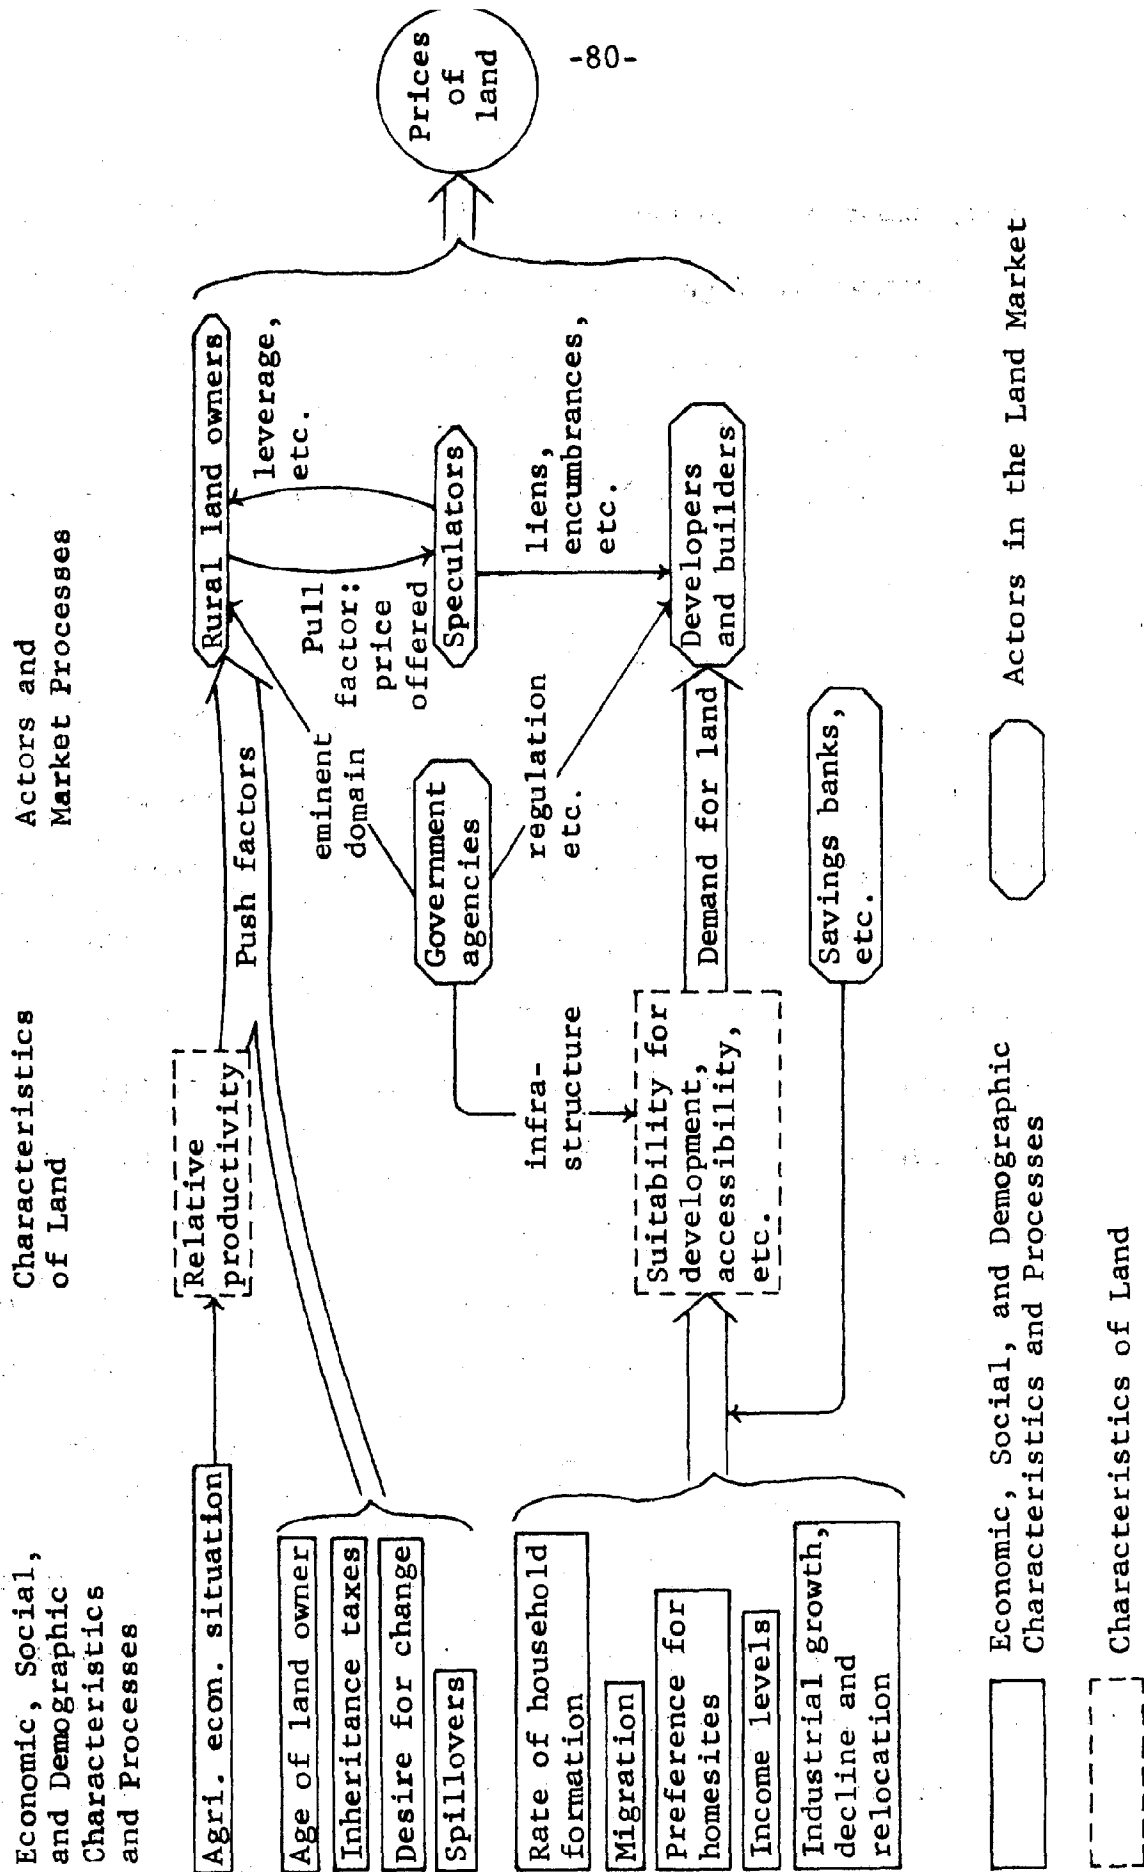 Economic, Social,
and Demographic
Characteristics
and Processes
Characteristics
of Land
Actors and
Market Processes
Agri. econ. situation
Age of land owner
Inheritance taxes
Desire for change
Spillovers
Rate of household
formation
Migration
Preference for
homesites
Income levels
Industrial growth,
decline and
relocation
Relative
productivity
Push factors
infra-
structure
Suitability for
development,
accessibility,
etc.
Demand for land
Government
agencies
eminent
domain
regulation
etc.
Savings banks,
etc.
Rural land owners
Pull
factor:
price
offered
leverage,
etc.
Speculators
liens,
encumbrances,
etc.
Developers
and builders
Prices
of
land
-80-
Economic, Social, and Demographic
Characteristics and Processes
Actors in the Land Market
Characteristics of Land